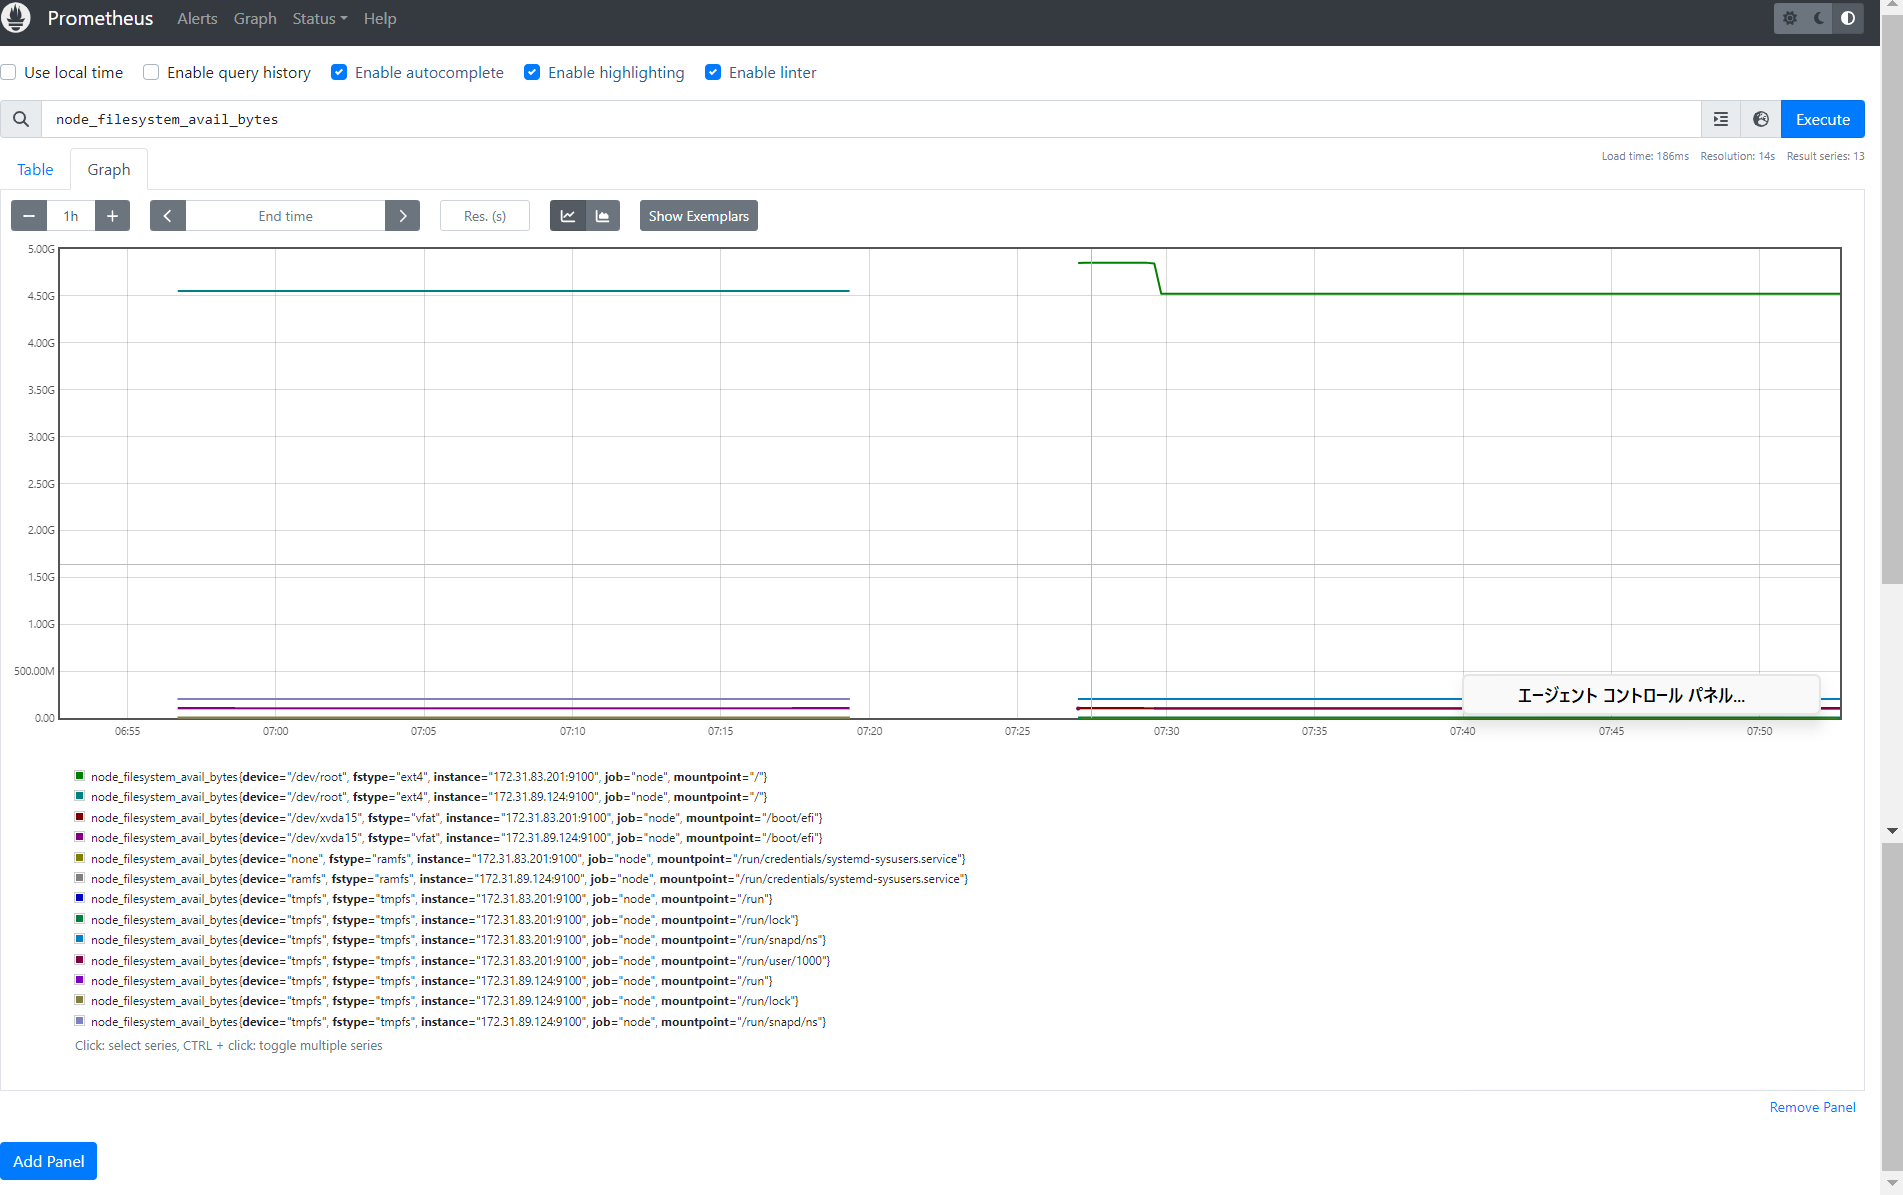 Prometheus Alerts Graph Status Help
Use local time Enable query history Enable autocomplete Enable highlighting Enable linter
node_filesystem_avail_bytes Execute
Load time: 186ms Resolution: 14s Result series: 13
Table Graph
1h End time Res. (s) Show Exemplars
5.00G
4.50G
4.00G
3.50G
3.00G
2.50G
2.00G
1.50G
1.00G
500.00M
エージェント コントロール パネル...
0.00
06:55 07:00 07:05 07:10 07:15 07:20 07:25 07:30 07:35 07:40 07:45 07:50
node_filesystem_avail_bytes{device="/dev/root", fstype="ext4", instance="172.31.83.201:9100", job="node", mountpoint="/"}
node_filesystem_avail_bytes{device="/dev/root", fstype="ext4", instance="172.31.89.124:9100", job="node", mountpoint="/"}
node_filesystem_avail_bytes{device="/dev/xvda15", fstype="vfat", instance="172.31.83.201:9100", job="node", mountpoint="/boot/efi"}
node_filesystem_avail_bytes{device="/dev/xvda15", fstype="vfat", instance="172.31.89.124:9100", job="node", mountpoint="/boot/efi"}
node_filesystem_avail_bytes{device="none", fstype="ramfs", instance="172.31.83.201:9100", job="node", mountpoint="/run/credentials/systemd-sysusers.service"}
node_filesystem_avail_bytes{device="ramfs", fstype="ramfs", instance="172.31.89.124:9100", job="node", mountpoint="/run/credentials/systemd-sysusers.service"}
node_filesystem_avail_bytes{device="tmpfs", fstype="tmpfs", instance="172.31.83.201:9100", job="node", mountpoint="/run"}
node_filesystem_avail_bytes{device="tmpfs", fstype="tmpfs", instance="172.31.83.201:9100", job="node", mountpoint="/run/lock"}
node_filesystem_avail_bytes{device="tmpfs", fstype="tmpfs", instance="172.31.83.201:9100", job="node", mountpoint="/run/snapd/ns"}
node_filesystem_avail_bytes{device="tmpfs", fstype="tmpfs", instance="172.31.83.201:9100", job="node", mountpoint="/run/user/1000"}
node_filesystem_avail_bytes{device="tmpfs", fstype="tmpfs", instance="172.31.89.124:9100", job="node", mountpoint="/run"}
node_filesystem_avail_bytes{device="tmpfs", fstype="tmpfs", instance="172.31.89.124:9100", job="node", mountpoint="/run/lock"}
node_filesystem_avail_bytes{device="tmpfs", fstype="tmpfs", instance="172.31.89.124:9100", job="node", mountpoint="/run/snapd/ns"}
Click: select series, CTRL + click: toggle multiple series
Remove Panel
Add Panel